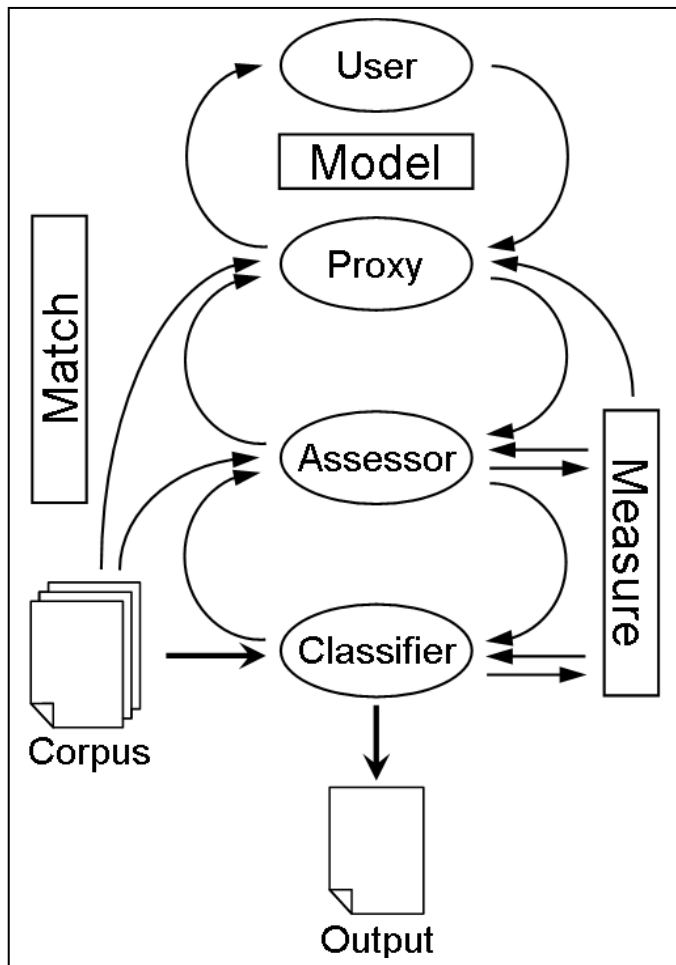 User
Model
Proxy
Match
Assessor
Measure
Classifier
Corpus
Output